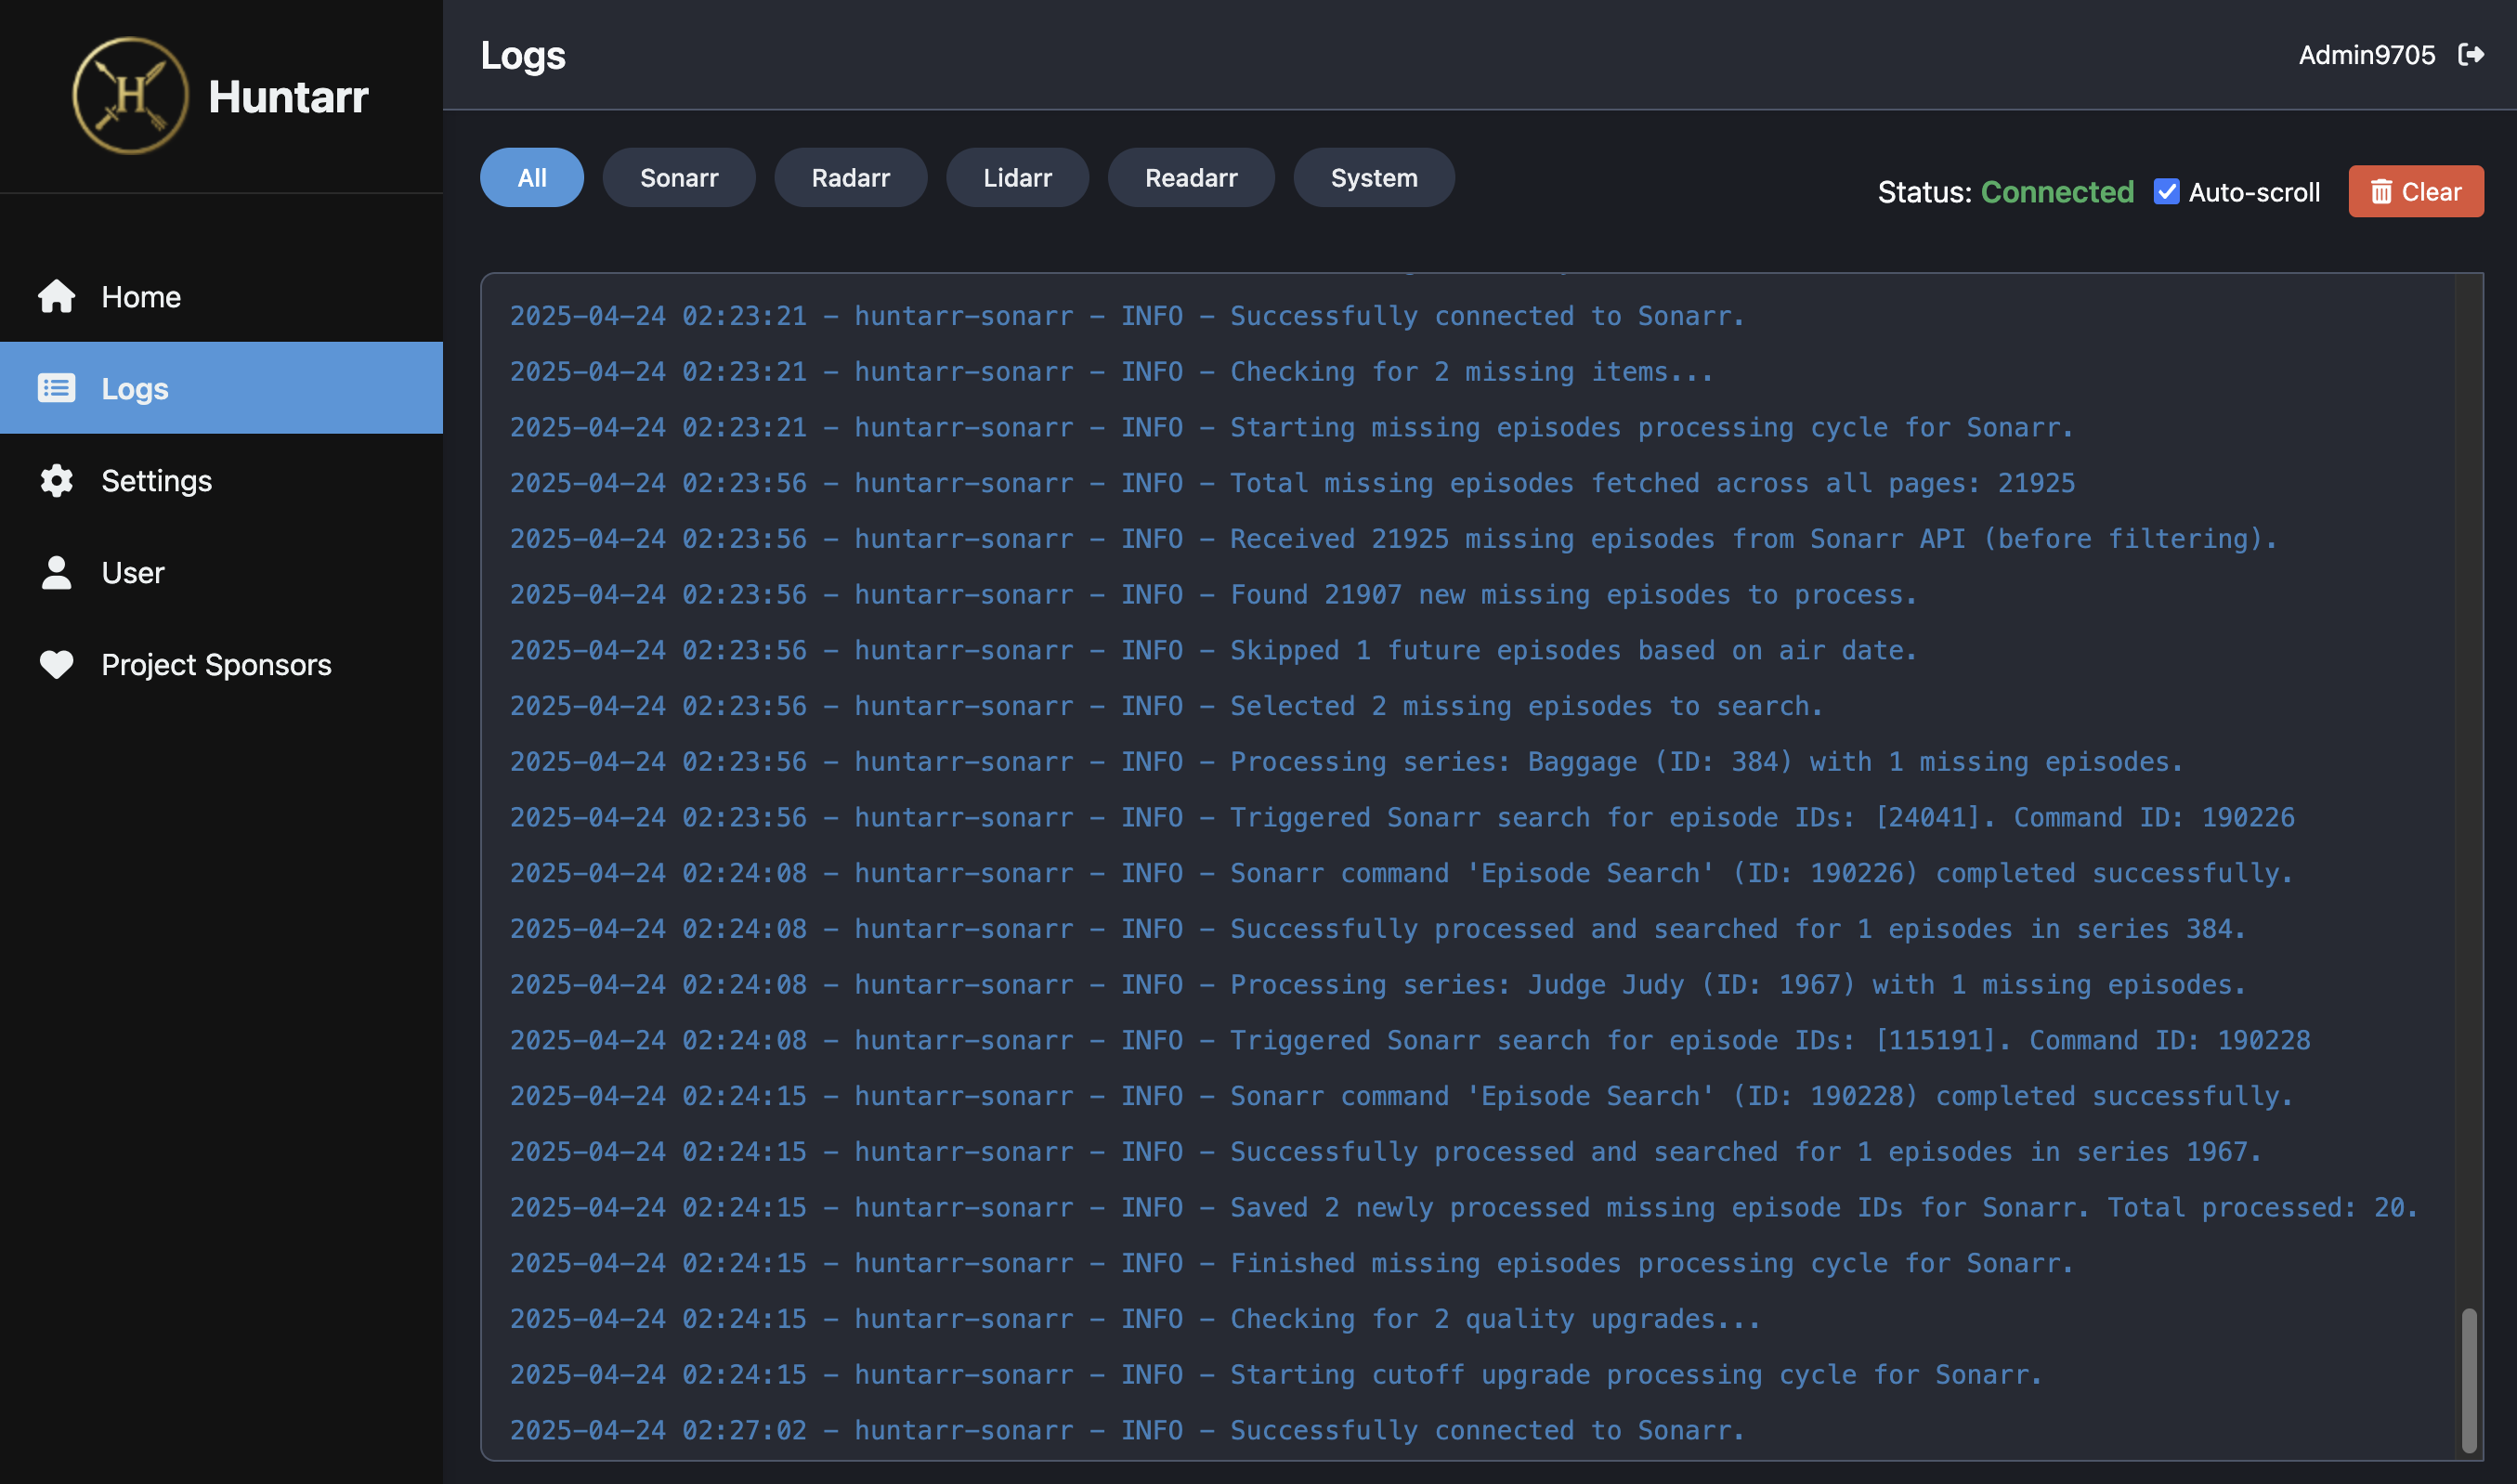 H
Huntarr
Home
Logs
Settings
User
Project Sponsors
Logs
Admin9705
All
Sonarr
Radarr
Lidarr
Readarr
System
Status: Connected
Auto-scroll
Clear
2025-04-24 02:23:21 - huntarr-sonarr - INFO - Successfully connected to Sonarr.
2025-04-24 02:23:21 - huntarr-sonarr - INFO - Checking for 2 missing items...
2025-04-24 02:23:21 - huntarr-sonarr - INFO - Starting missing episodes processing cycle for Sonarr.
2025-04-24 02:23:56 - huntarr-sonarr - INFO - Total missing episodes fetched across all pages: 21925
2025-04-24 02:23:56 - huntarr-sonarr - INFO - Received 21925 missing episodes from Sonarr API (before filtering).
2025-04-24 02:23:56 - huntarr-sonarr - INFO - Found 21907 new missing episodes to process.
2025-04-24 02:23:56 - huntarr-sonarr - INFO - Skipped 1 future episodes based on air date.
2025-04-24 02:23:56 - huntarr-sonarr - INFO - Selected 2 missing episodes to search.
2025-04-24 02:23:56 - huntarr-sonarr - INFO - Processing series: Baggage (ID: 384) with 1 missing episodes.
2025-04-24 02:23:56 - huntarr-sonarr - INFO - Triggered Sonarr search for episode IDs: [24041]. Command ID: 190226
2025-04-24 02:24:08 - huntarr-sonarr - INFO - Sonarr command 'Episode Search' (ID: 190226) completed successfully.
2025-04-24 02:24:08 - huntarr-sonarr - INFO - Successfully processed and searched for 1 episodes in series 384.
2025-04-24 02:24:08 - huntarr-sonarr - INFO - Processing series: Judge Judy (ID: 1967) with 1 missing episodes.
2025-04-24 02:24:08 - huntarr-sonarr - INFO - Triggered Sonarr search for episode IDs: [115191]. Command ID: 190228
2025-04-24 02:24:15 - huntarr-sonarr - INFO - Sonarr command 'Episode Search' (ID: 190228) completed successfully.
2025-04-24 02:24:15 - huntarr-sonarr - INFO - Successfully processed and searched for 1 episodes in series 1967.
2025-04-24 02:24:15 - huntarr-sonarr - INFO - Saved 2 newly processed missing episode IDs for Sonarr. Total processed: 20.
2025-04-24 02:24:15 - huntarr-sonarr - INFO - Finished missing episodes processing cycle for Sonarr.
2025-04-24 02:24:15 - huntarr-sonarr - INFO - Checking for 2 quality upgrades...
2025-04-24 02:24:15 - huntarr-sonarr - INFO - Starting cutoff upgrade processing cycle for Sonarr.
2025-04-24 02:27:02 - huntarr-sonarr - INFO - Successfully connected to Sonarr.